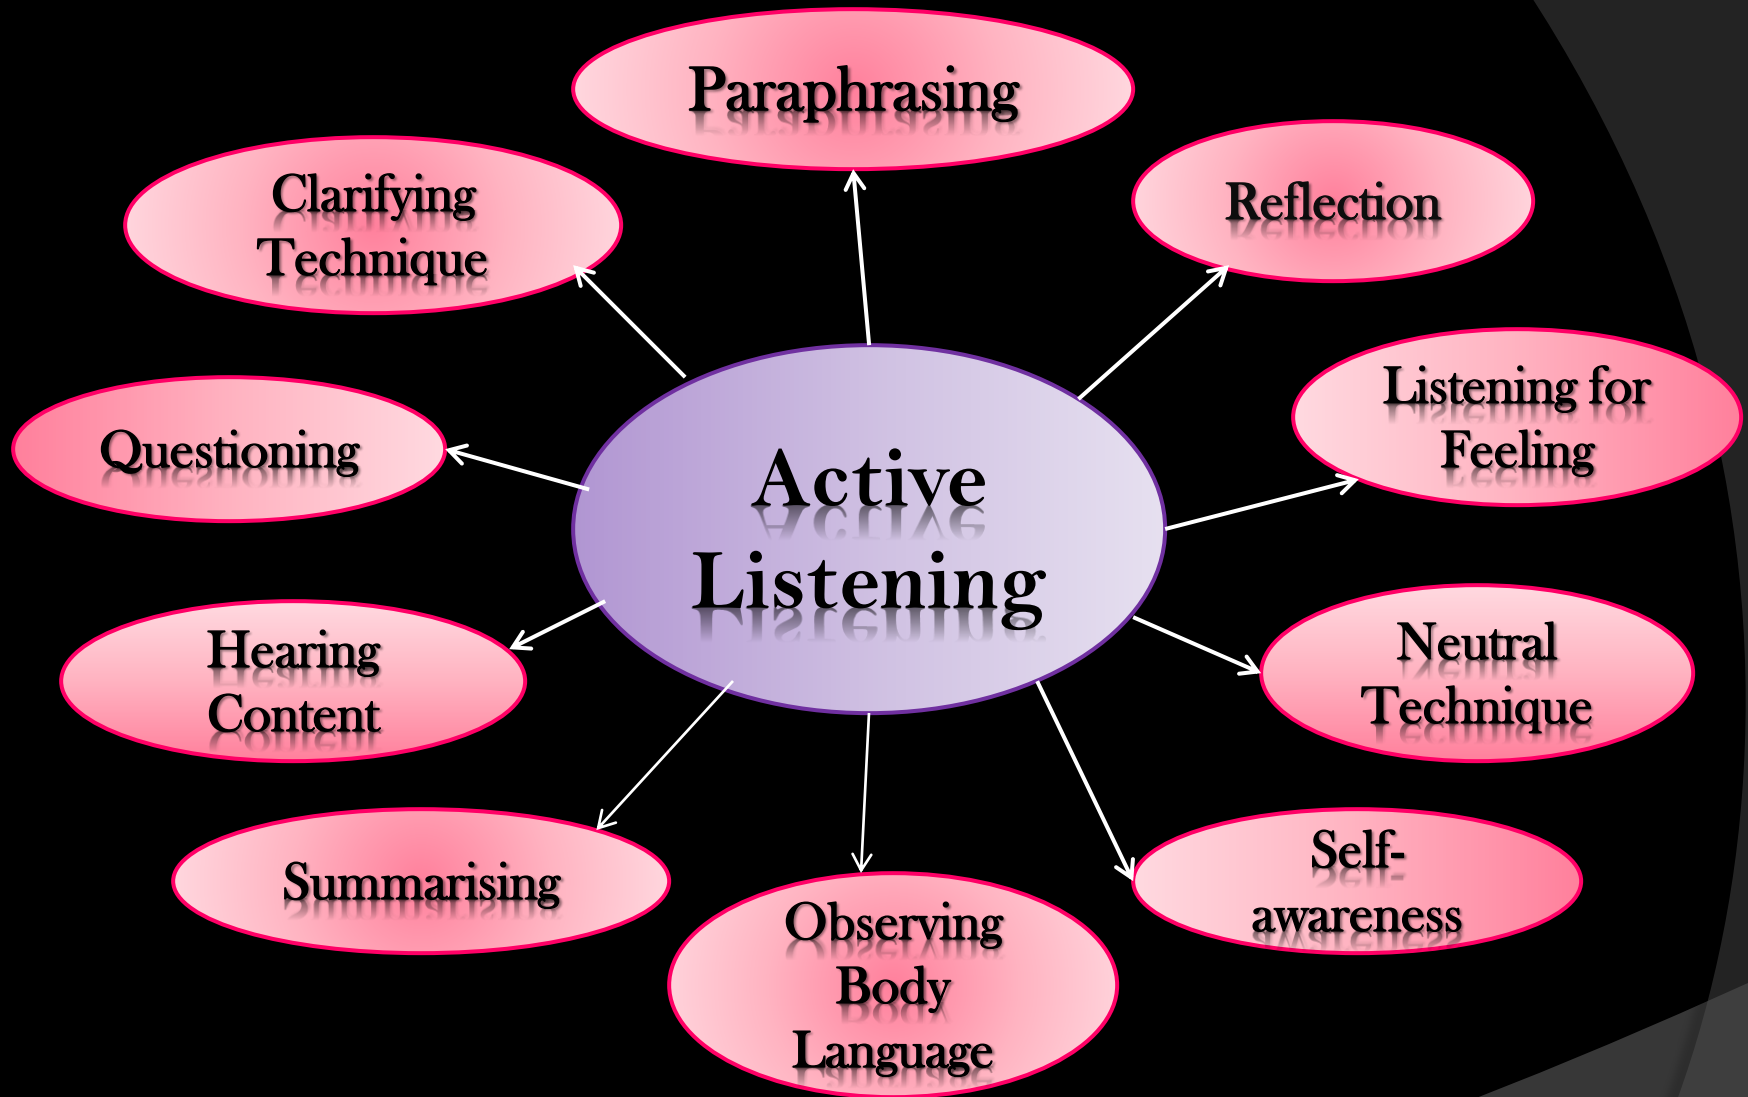 Paraphrasing
Clarifying
Technique
Reflection
Listening for
Feeling
Questioning
Active
Listening
Hearing
Content
Neutral
Technique
Summarising
Self-
awareness
Observing
Body
Language